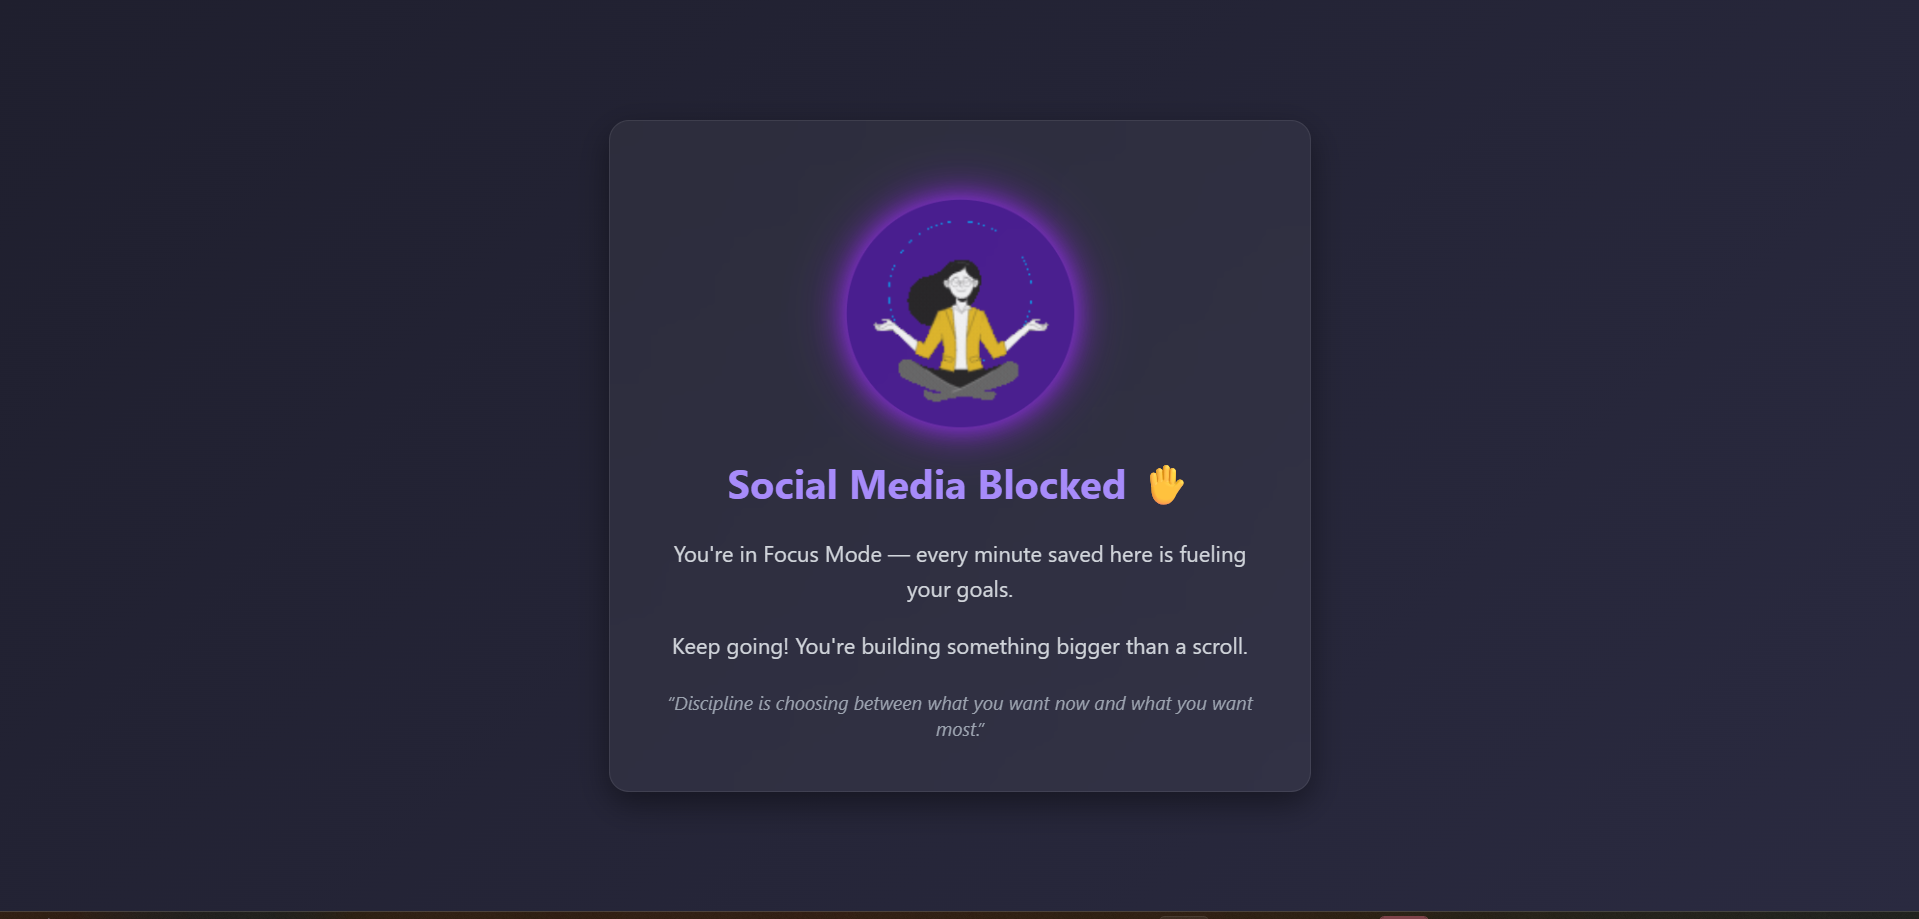 Social Media Blocked 🤚
You're in Focus Mode — every minute saved here is fueling
your goals.
Keep going! You're building something bigger than a scroll.
“Discipline is choosing between what you want now and what you want
most.”